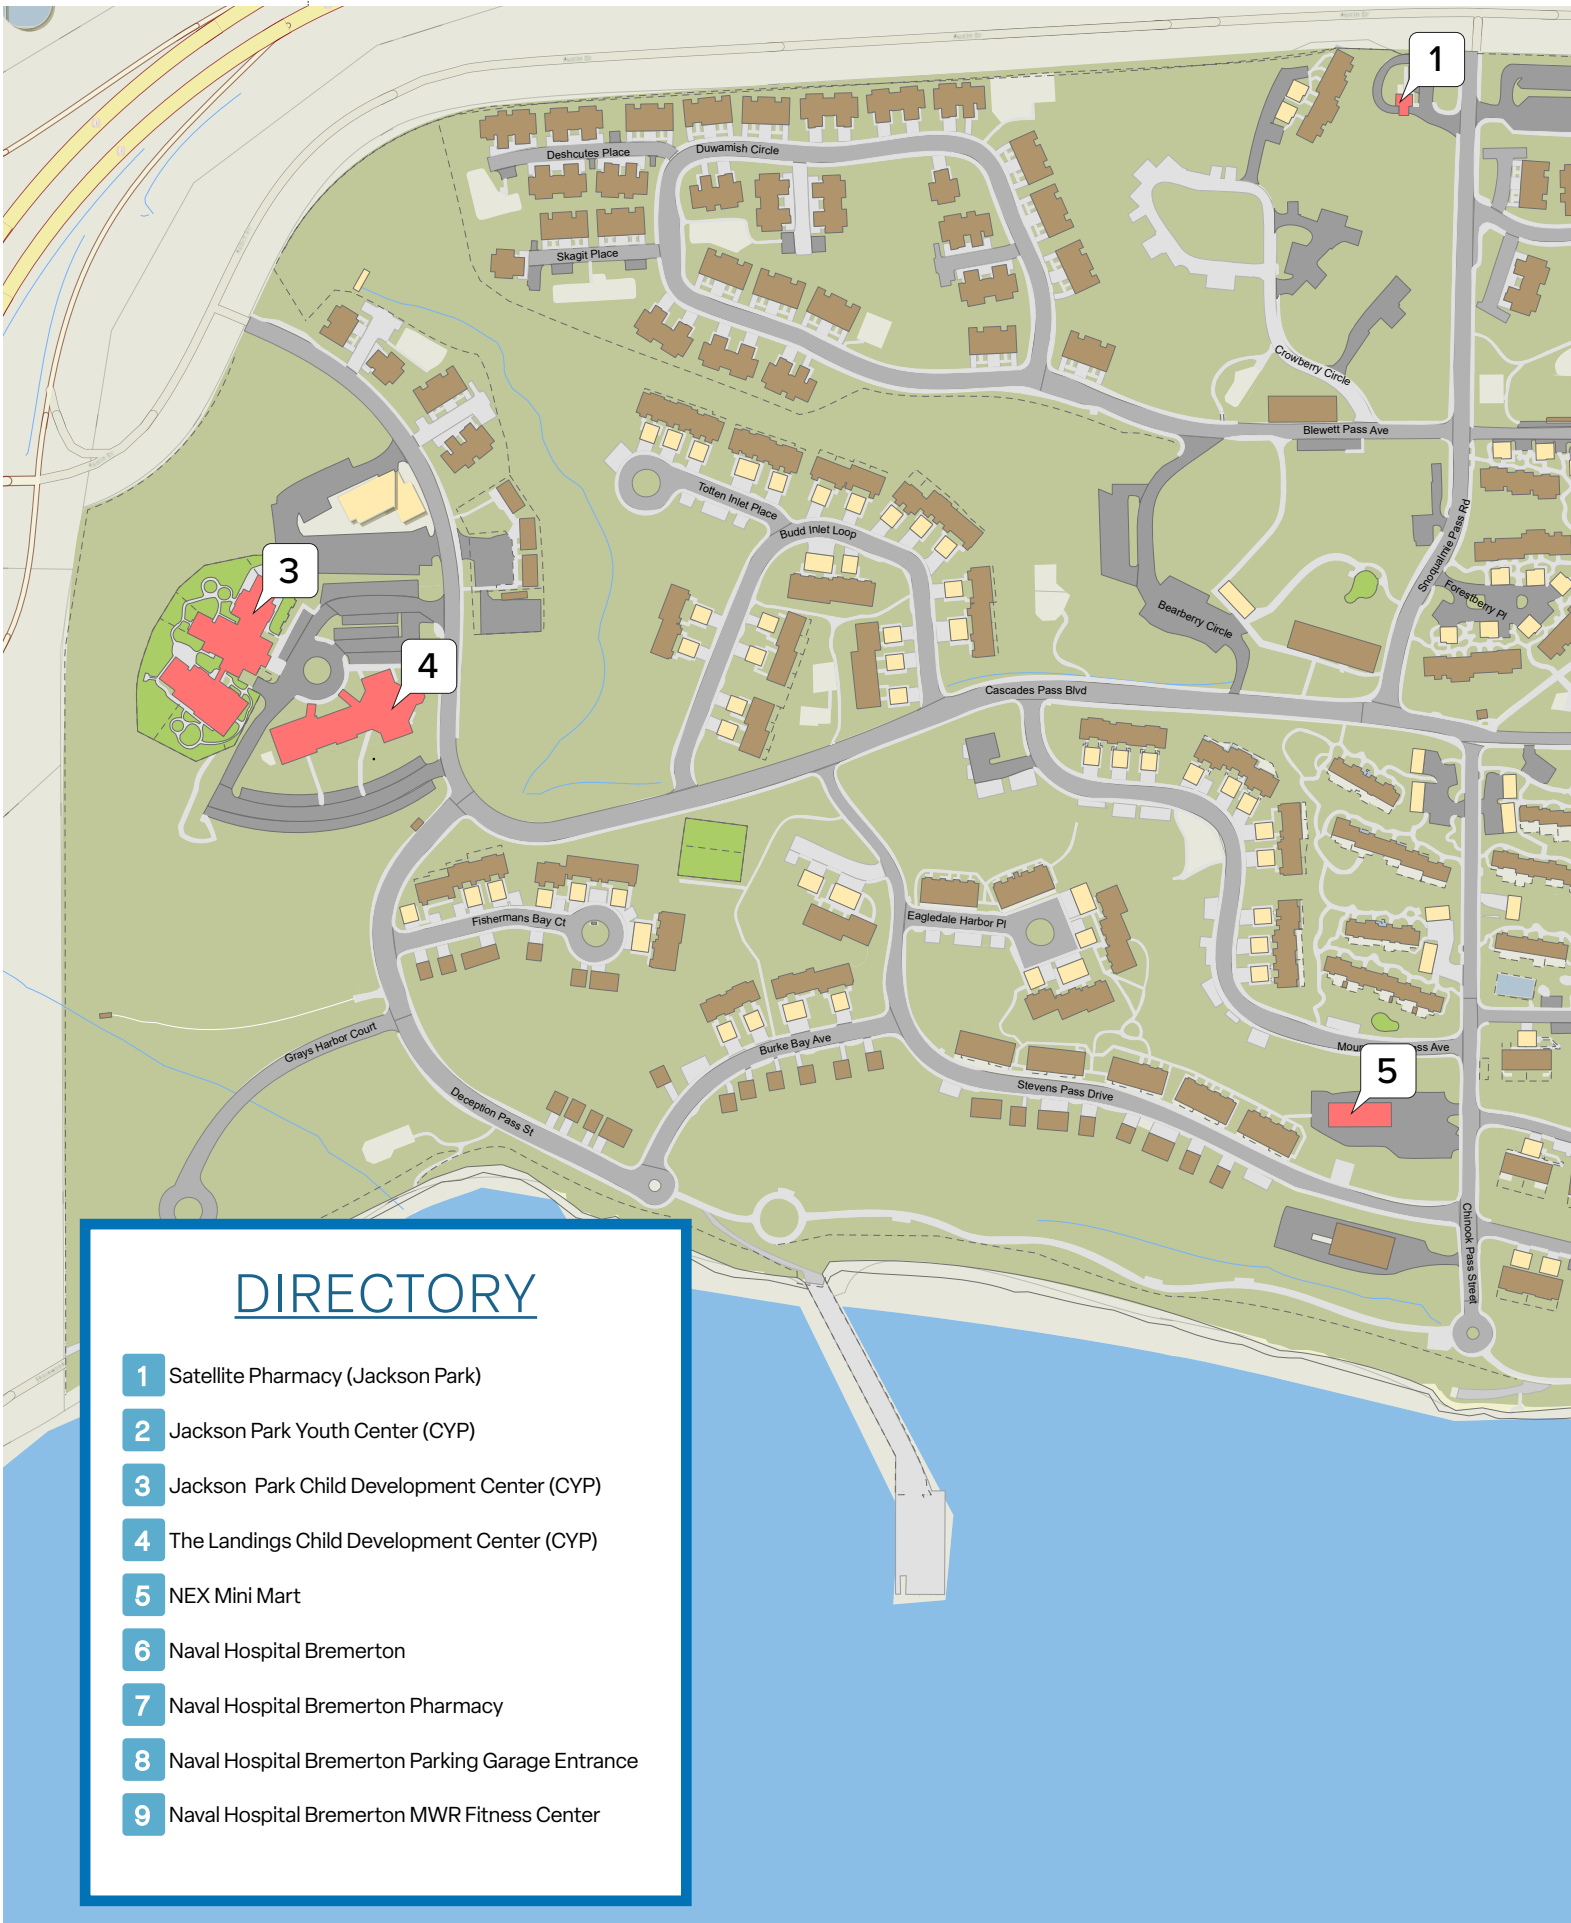 Austin Dr
Austin Dr
1
Deshcutes Place
Duwamish Circle
Skagit Place
Crowberry Circle
Blewett Pass Ave
Totten Inlet Place
Budd Inlet Loop
Snoqualmie Pass Rd
Forestberry Pl
Bearberry Circle
3
4
Cascades Pass Blvd
Fishermans Bay Ct
Eagledale Harbor Pl
Grays Harbor Court
Burke Bay Ave
5
Stevens Pass Drive
Deception Pass St
Chinook Pass Street
DIRECTORY
1 Satellite Pharmacy (Jackson Park)
2 Jackson Park Youth Center (CYP)
3 Jackson Park Child Development Center (CYP)
4 The Landings Child Development Center (CYP)
5 NEX Mini Mart
6 Naval Hospital Bremerton
7 Naval Hospital Bremerton Pharmacy
8 Naval Hospital Bremerton Parking Garage Entrance
9 Naval Hospital Bremerton MWR Fitness Center